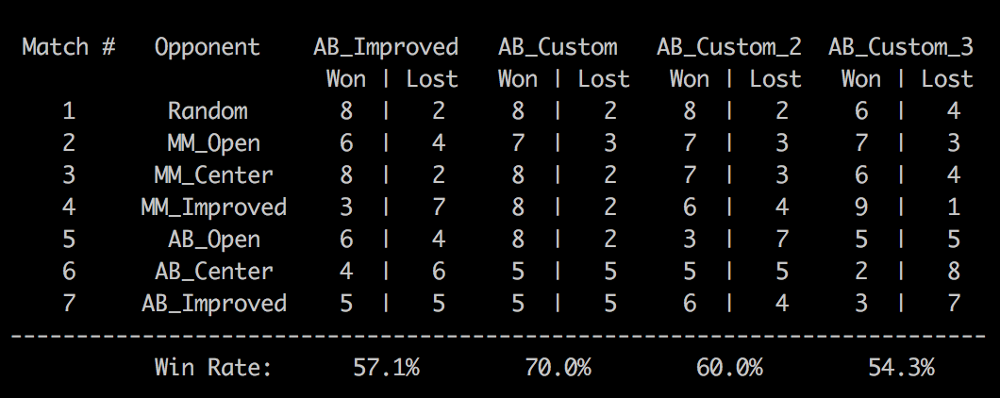 Match # Opponent AB_Improved AB_Custom AB_Custom_2 AB_Custom_3
Won | Lost Won | Lost Won | Lost Won | Lost
1 Random 8 | 2 8 | 2 8 | 2 6 | 4
2 MM_Open 6 | 4 7 | 3 7 | 3 7 | 3
3 MM_Center 8 | 2 8 | 2 7 | 3 6 | 4
4 MM_Improved 3 | 7 8 | 2 6 | 4 9 | 1
5 AB_Open 6 | 4 8 | 2 3 | 7 5 | 5
6 AB_Center 4 | 6 5 | 5 5 | 5 2 | 8
7 AB_Improved 5 | 5 5 | 5 6 | 4 3 | 7
--------------------------------------------------------------------------
Win Rate: 57.1% 70.0% 60.0% 54.3%